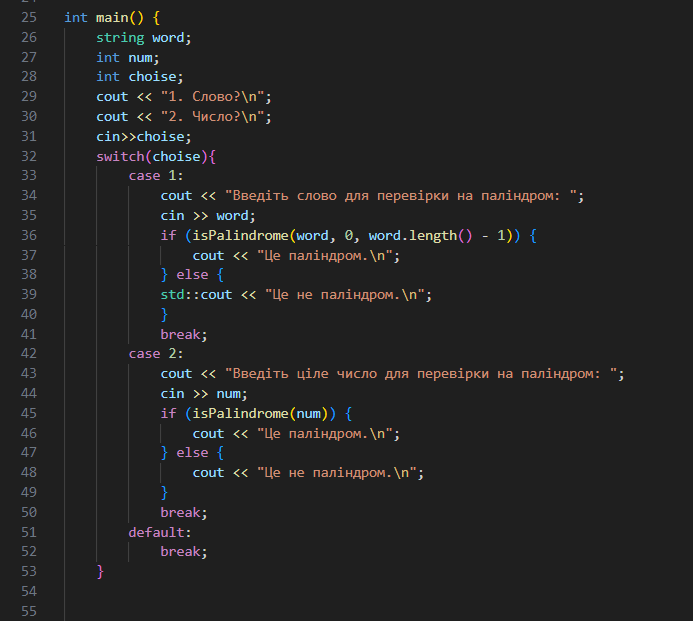 25 int main() {
26 string word;
27 int num;
28 int choise;
29 cout << "1. Слово?\n";
30 cout << "2. Число?\n";
31 cin>>choise;
32 switch(choise){
33 case 1:
34 cout << "Введіть слово для перевірки на паліндром: ";
35 cin >> word;
36 if (isPalindrome(word, 0, word.length() - 1)) {
37 cout << "Це паліндром.\n";
38 } else {
39 std::cout << "Це не паліндром.\n";
40 }
41 break;
42 case 2:
43 cout << "Введіть ціле число для перевірки на паліндром: ";
44 cin >> num;
45 if (isPalindrome(num)) {
46 cout << "Це паліндром.\n";
47 } else {
48 cout << "Це не паліндром.\n";
49 }
50 break;
51 default:
52 break;
53 }
54
55